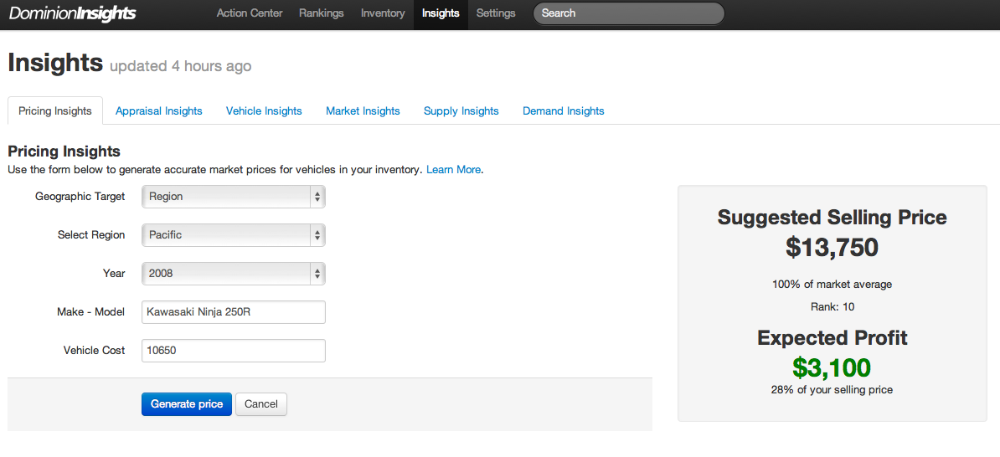 DominionInsights Action Center Rankings Inventory Insights Settings Search
Insights updated 4 hours ago
Pricing Insights Appraisal Insights Vehicle Insights Market Insights Supply Insights Demand Insights
Pricing Insights
Use the form below to generate accurate market prices for vehicles in your inventory. Learn More.
Geographic Target Region
Select Region Pacific
Year 2008
Make - Model Kawasaki Ninja 250R
Vehicle Cost 10650
Generate price Cancel
Suggested Selling Price
$13,750
100% of market average
Rank: 10
Expected Profit
$3,100
28% of your selling price